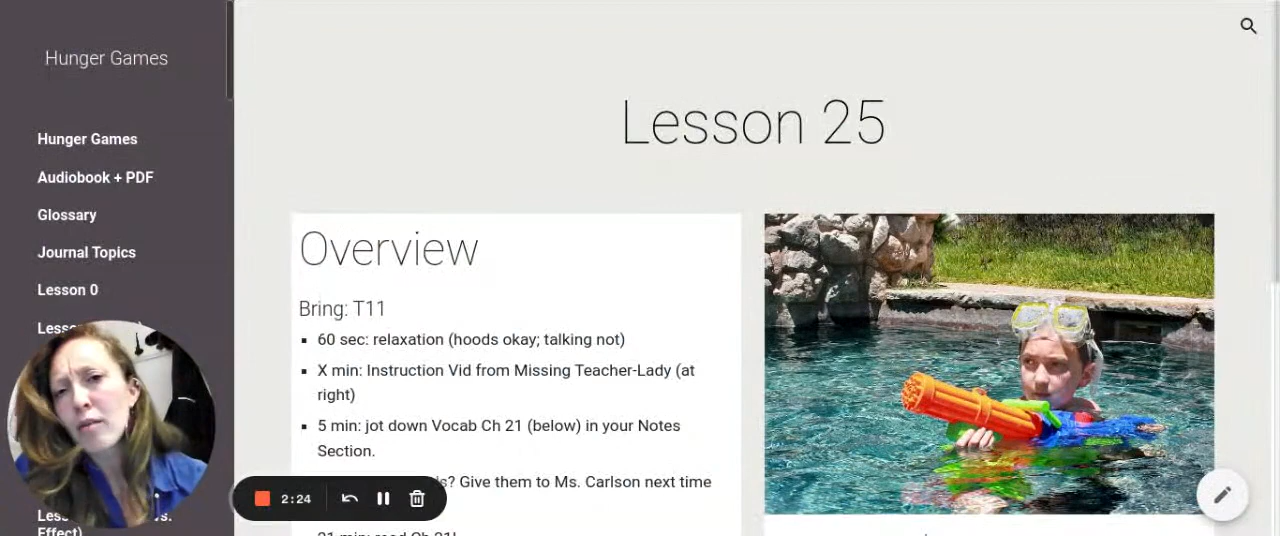 Hunger Games
Hunger Games
Audiobook + PDF
Glossary
Journal Topics
Lesson 0
Effect)
2:24
Lesson 25
Overview
Bring: T11
60 sec: relaxation (hoods okay; talking not)
X min: Instruction Vid from Missing Teacher-Lady (at
right)
5 min: jot down Vocab Ch 21 (below) in your Notes
Section.
Give them to Ms. Carlson next time